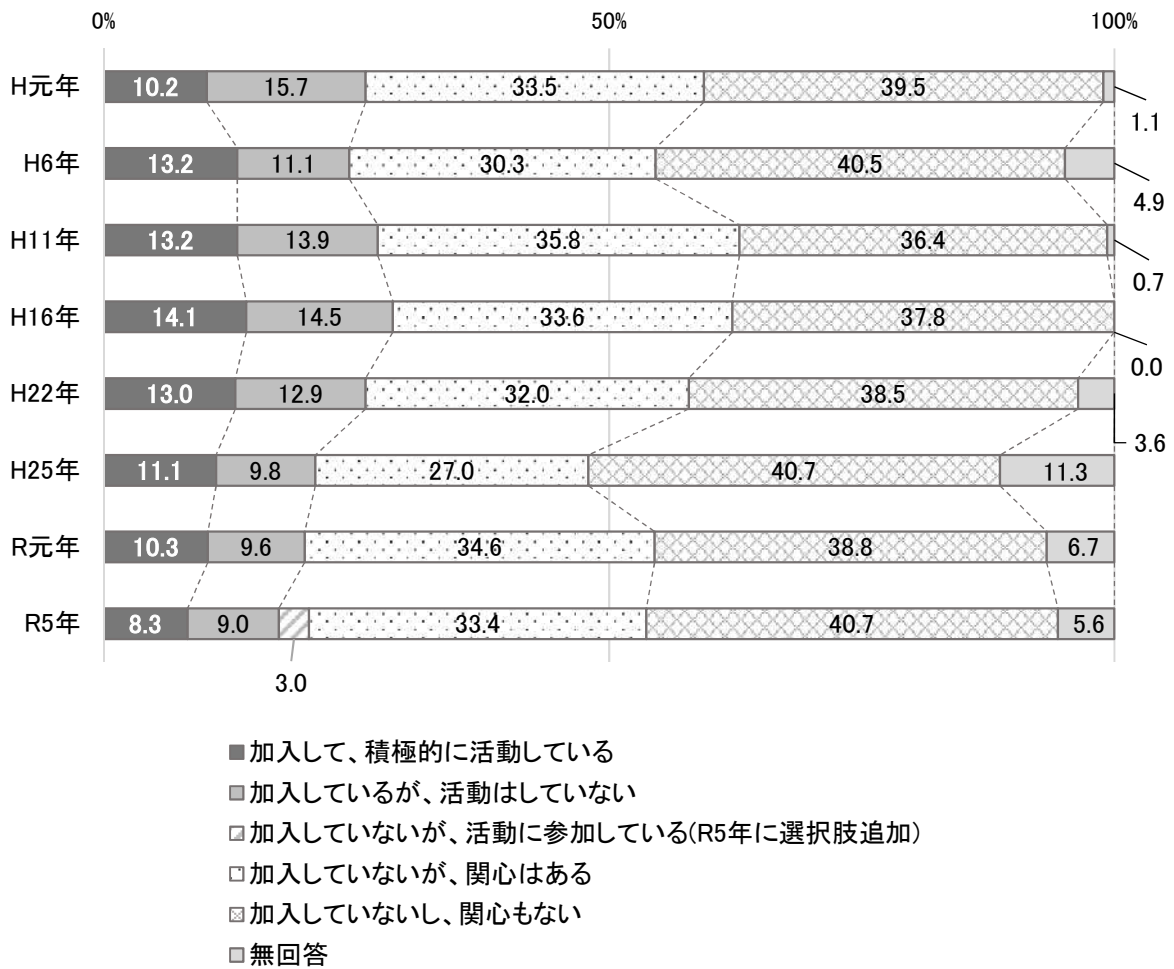 0% 50% 100%
H元年 10.2 15.7 33.5 39.5 1.1
H6年 13.2 11.1 30.3 40.5 4.9
H11年 13.2 13.9 35.8 36.4 0.7
H16年 14.1 14.5 33.6 37.8 0.0
H22年 13.0 12.9 32.0 38.5 3.6
H25年 11.1 9.8 27.0 40.7 11.3
R元年 10.3 9.6 34.6 38.8 6.7
R5年 8.3 9.0 33.4 40.7 5.6
3.0
加入して、積極的に活動している
加入しているが、活動はしていない
加入していないが、活動に参加している(R5年に選択肢追加)
加入していないが、関心はある
加入していないし、関心もない
無回答